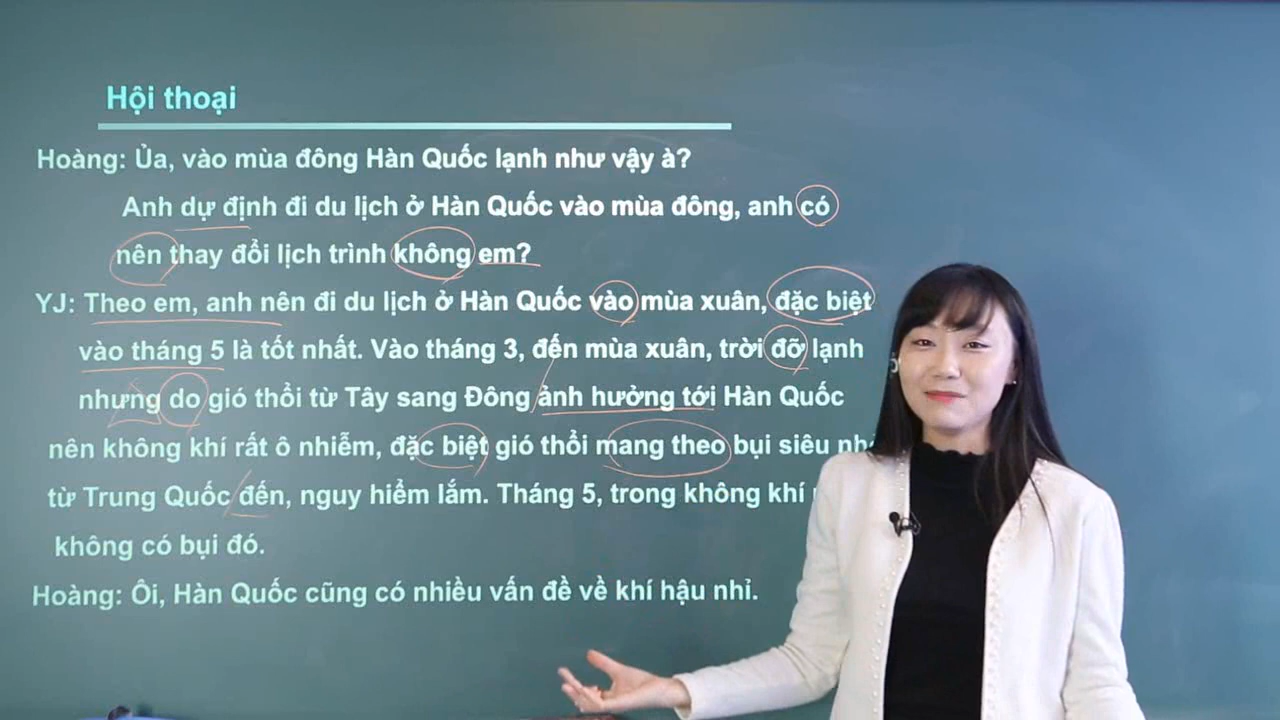 Hội thoại
Hoàng: Ủa, vào mùa đông Hàn Quốc lạnh như vậy à?
Anh dự định đi du lịch ở Hàn Quốc vào mùa đông, anh có
nên thay đổi lịch trình không em?
YJ: Theo em, anh nên đi du lịch ở Hàn Quốc vào mùa xuân, đặc biệt
vào tháng 5 là tốt nhất. Vào tháng 3, đến mùa xuân, trời đỡ lạnh
nhưng do gió thổi từ Tây sang Đông ảnh hưởng tới Hàn Quốc
nên không khí rất ô nhiễm, đặc biệt gió thổi mang theo bụi siêu
từ Trung Quốc đến, nguy hiểm lắm. Tháng 5, trong không khí
không có bụi đó.
Hoàng: Ôi, Hàn Quốc cũng có nhiều vấn đề về khí hậu nhỉ.